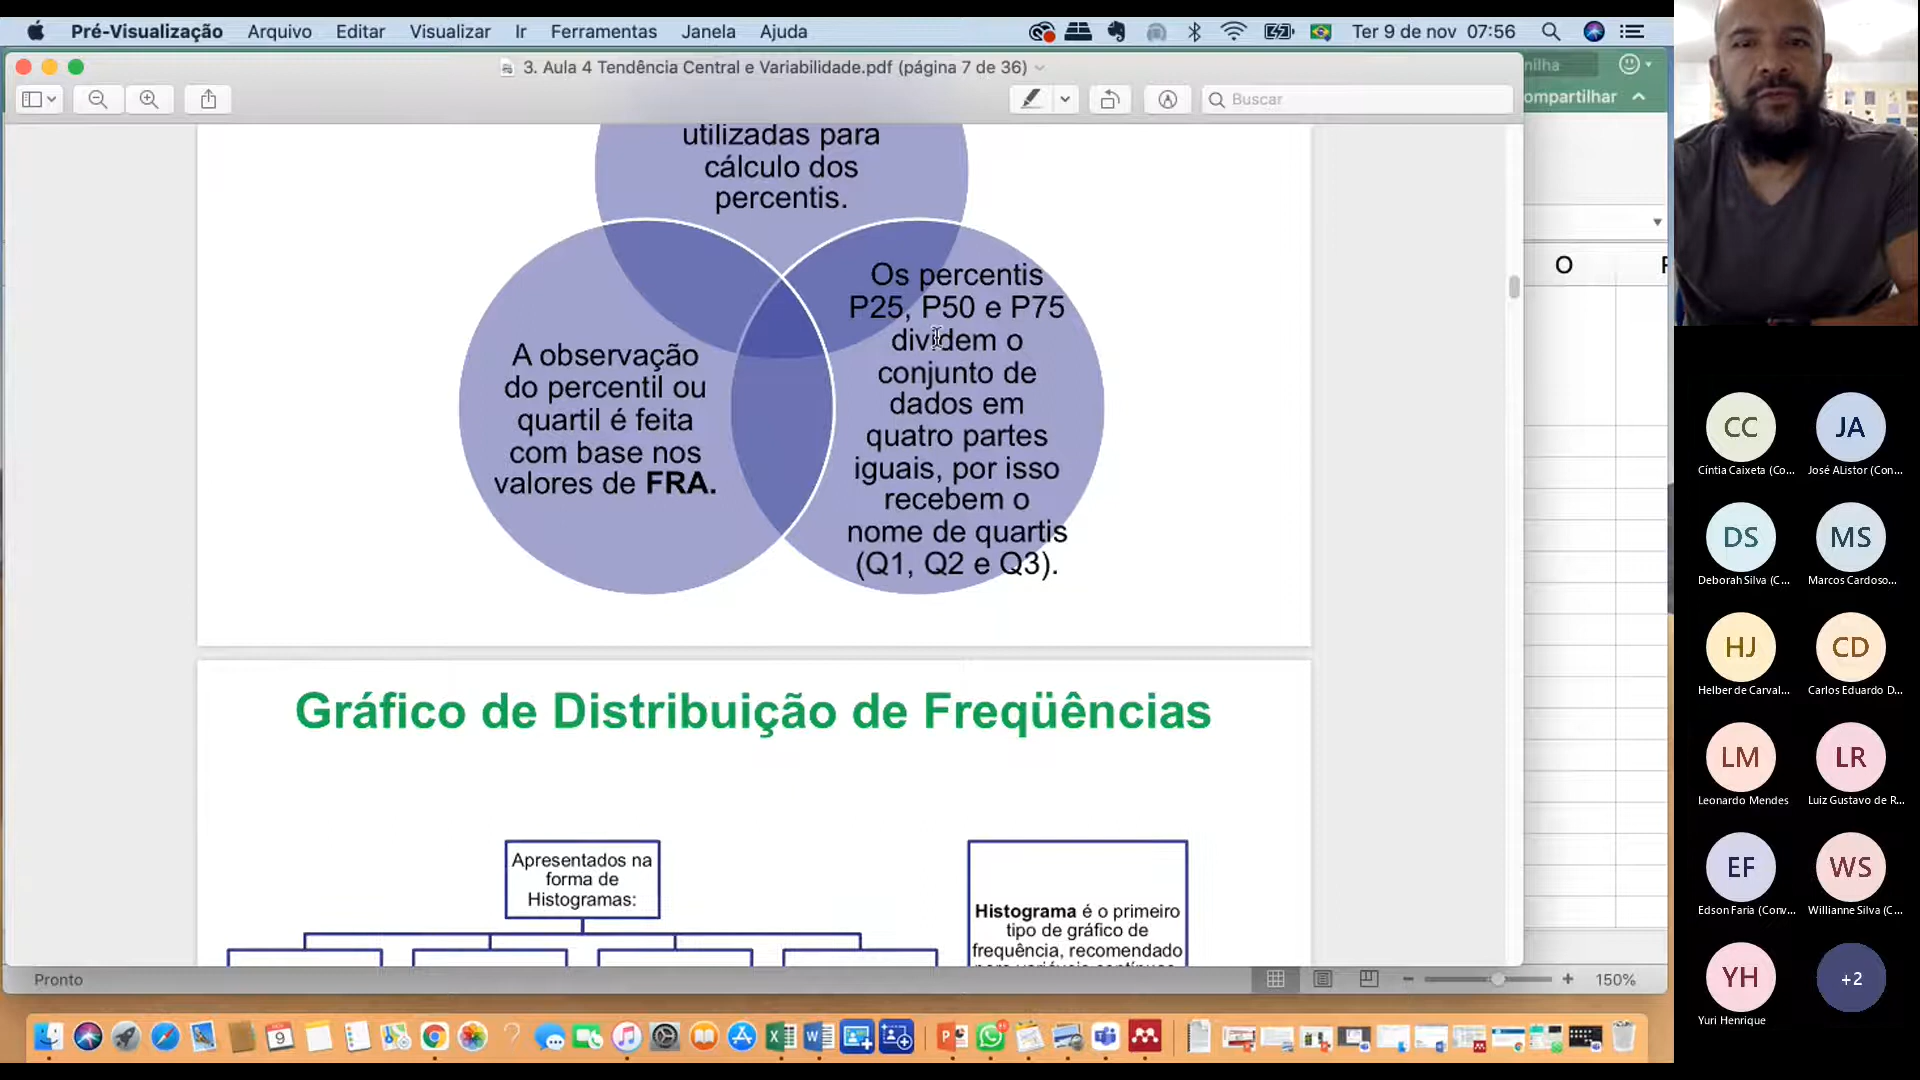 Pré-Visualização Arquivo Editar Visualizar Ir Ferramentas Janela Ajuda Ter 9 de nov 07:56
3. Aula 4 Tendência Central e Variabilidade.pdf (página 7 de 36)
Buscar
ompartilhar
utilizadas para
cálculo dos
percentis.
A observação
do percentil ou
quartil é feita
com base nos
valores de FRA.
Os percentis
P25, P50 e P75
dividem o
conjunto de
dados em
quatro partes
iguais, por isso
recebem o
nome de quartis
(Q1, Q2 e Q3).
O
Gráfico de Distribuição de Freqüências
Apresentados na
forma de
Histogramas:
Histograma é o primeiro
tipo de gráfico de
frequência, recomendado
Pronto
150%
9
CC JA
Cíntia Caixeta (Co... José AListor (Con...
DS MS
Deborah Silva (C... Marcos Cardoso...
HJ CD
Helber de Carval... Carlos Eduardo D...
LM LR
Leonardo Mendes Luiz Gustavo de R...
EF WS
Edson Faria (Conv... Willianne Silva (C...
YH +2
Yuri Henrique